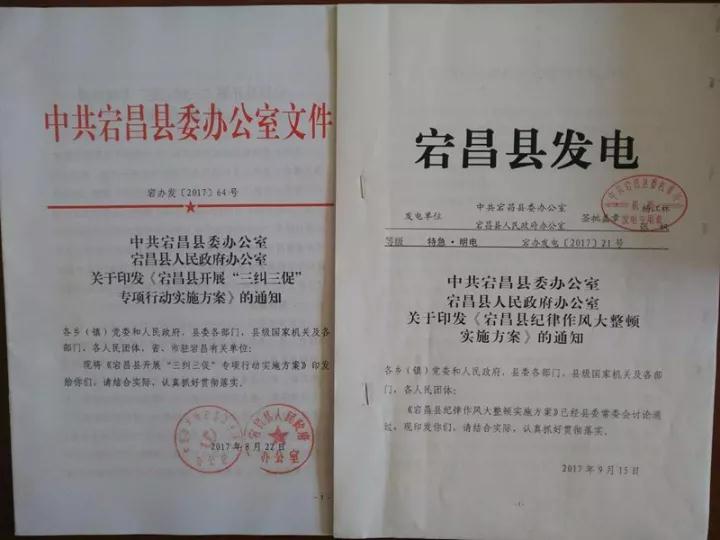 中共宕昌县委办公室文件
宕办发〔2017〕64号
中共宕昌县委办公室
宕昌县人民政府办公室
关于印发《宕昌县开展“三纠三促”
专项行动实施方案》的通知
各乡（镇）党委和人民政府，县委各部门，县级国家机关及各
部门，各人民团体，省、市驻宕昌有关单位：
现将《宕昌县开展“三纠三促”专项行动实施方案》印发
给你们，请结合实际，认真抓好贯彻落实。
2017年8月22日
- 1 -
宕昌县发电
发电单位
中共宕昌县委办公室
宕昌县人民政府办公室
签批盖章
等级 特急·明电 宕办发电〔2017〕21号
中共宕昌县委办公室
宕昌县人民政府办公室
关于印发《宕昌县纪律作风大整顿
实施方案》的通知
各乡（镇）党委和人民政府，县委各部门，县级国家机关及各部
门，各人民团体：
《宕昌县纪律作风大整顿实施方案》已经县委常委会讨论通
过，现印发你们，请结合实际，认真抓好贯彻落实。
2017年9月15日
- 1 -